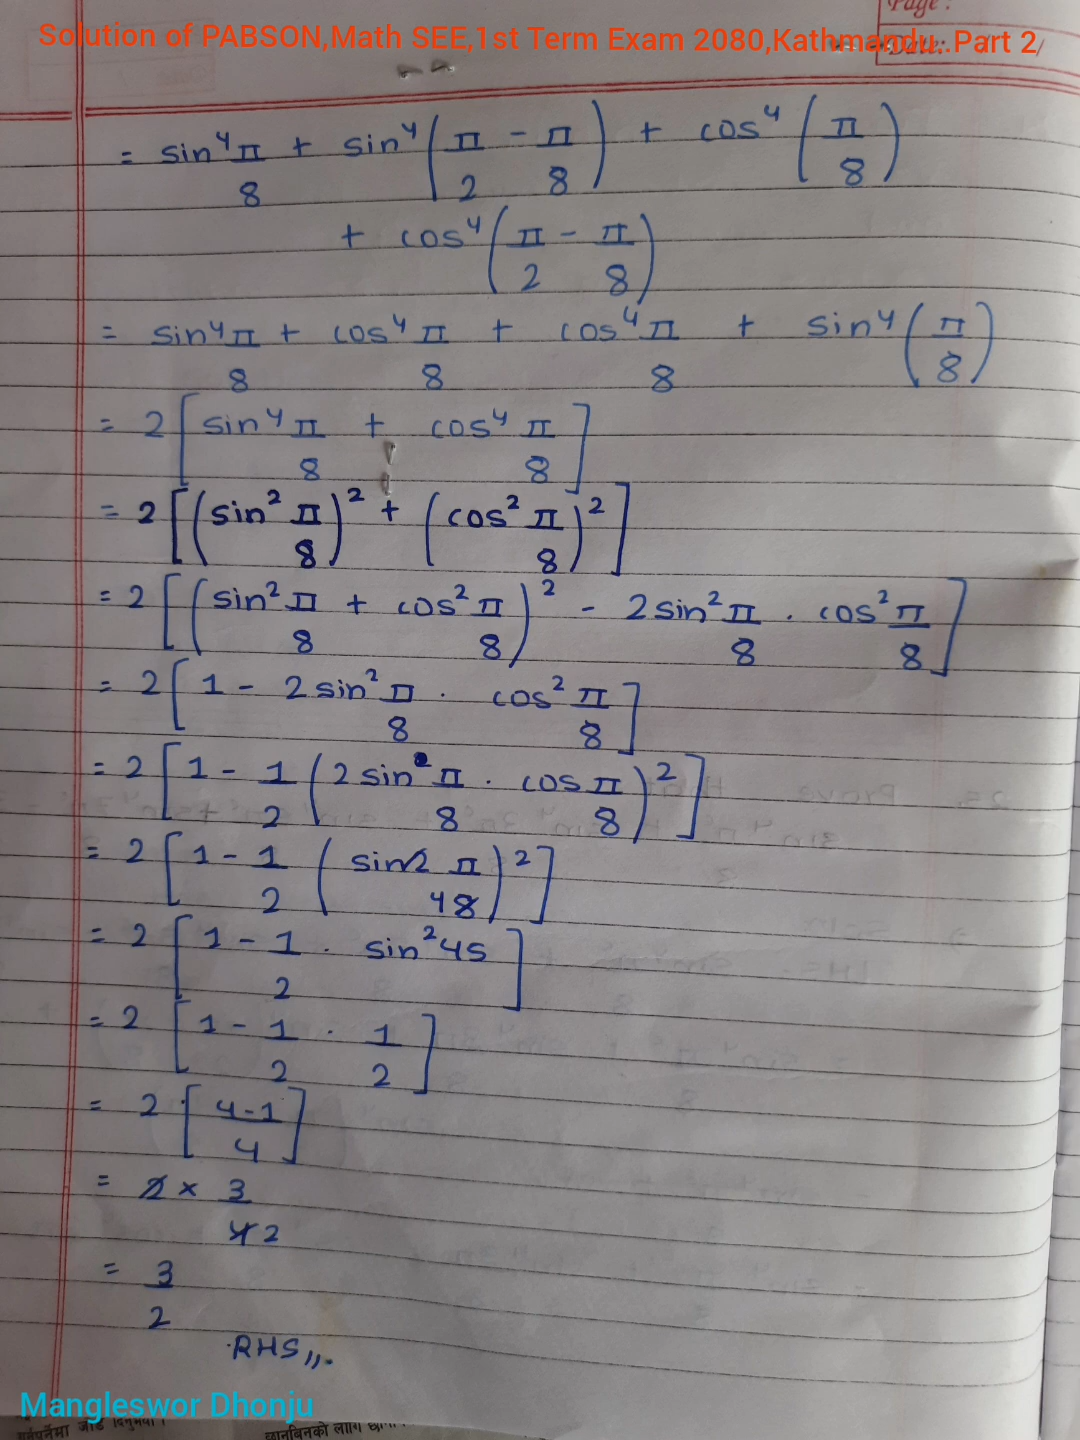 Page :
Solution of PABSON,Math SEE,1st Term Exam 2080,Kathmandu..Part 2
Date: /
= sin⁴π/8 + sin⁴(π/2 - π/8) + cos⁴(π/8)
+ cos⁴(π/2 - π/8)
= sin⁴π/8 + cos⁴π/8 + cos⁴π/8 + sin⁴(π/8)
= 2[sin⁴π/8 + cos⁴π/8]
= 2[(sin²π/8)² + (cos²π/8)²]
= 2[(sin²π/8 + cos²π/8)² - 2sin²π/8 . cos²π/8]
= 2[1 - 2sin²π/8 . cos²π/8]
= 2[1 - 1/2(2sinπ/8 . cosπ/8)²]
= 2[1 - 1/2(sin2π/48)²]
= 2[1 - 1/2 . sin²45]
= 2[1 - 1/2 . 1/2]
= 2[4-1/4]
= 2 × 3/42
= 3/2
RHS,,.
Mangleswor Dhonju